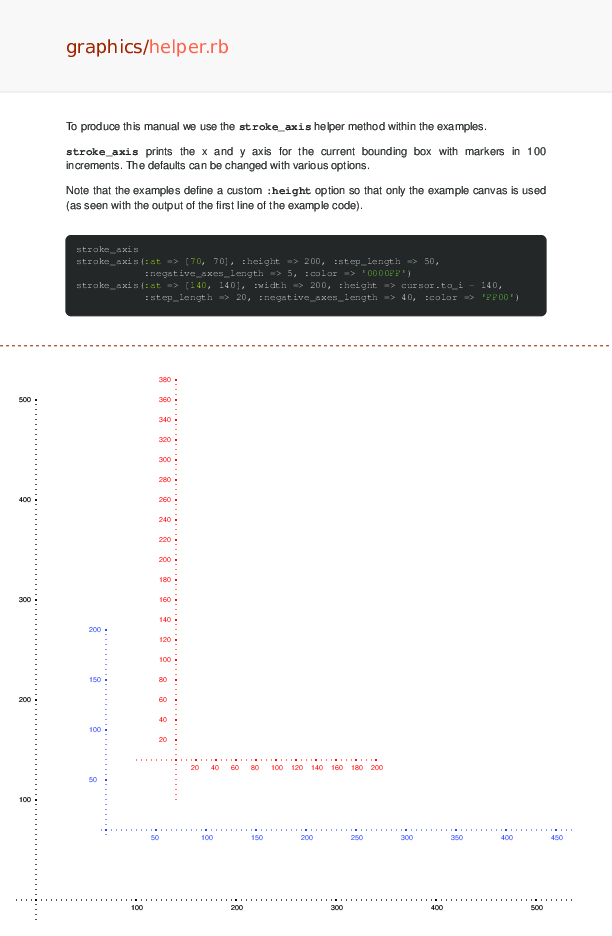 graphics/helper.rb
To produce this manual we use the stroke_axis helper method within the examples.
stroke_axis prints the x and y axis for the current bounding box with markers in 100
increments. The defaults can be changed with various options.
Note that the examples define a custom :height option so that only the example canvas is used
(as seen with the output of the first line of the example code).
stroke_axis
stroke_axis(:at => [70, 70], :height => 200, :step_length => 50,
:negative_axes_length => 5, :color => '0000FF')
stroke_axis(:at => [140, 140], :width => 200, :height => cursor.to_i - 140,
:step_length => 20, :negative_axes_length => 40, :color => 'FF00')
380
500
360
340
320
300
280
400
260
240
220
200
180
300
160
140
200
120
100
150
80
200
60
40
100
20
20 40 60 80 100 120 140 160 180 200
50
100
50 100 150 200 250 300 350 400 450
100 200 300 400 500